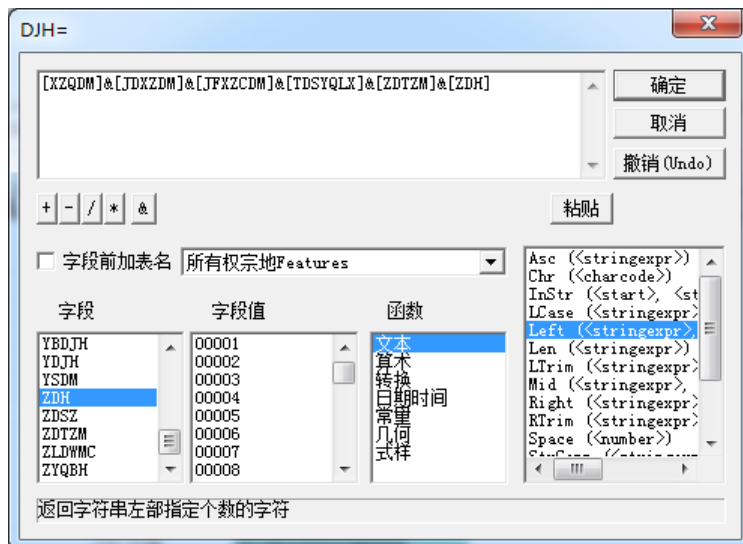 DJH=
[XZQDM]&[JDXZDM]&[JFXZCDM]&[TDSYQLX]&[ZDTZM]&[ZDH]
确定
取消
撤销(Undo)
+ - / * &
粘贴
字段前加表名 所有权宗地Features
字段 字段值 函数
YBDJH
YDJH
YSDM
ZDH
ZDSZ
ZDTZM
ZLDWMC
ZYQBH
00001
00002
00003
00004
00005
00006
00007
00008
文本
算术
转换
日期时间
常量
几何
式样
Asc (<stringexpr>)
Chr (<charcode>)
InStr (<start>, <st
LCase (<stringexpr>
Left (<stringexpr>,
Len (<stringexpr>)
LTrim (<stringexpr>
Mid (<stringexpr>,
Right (<stringexpr>
RTrim (<stringexpr>
Space (<number>)
返回字符串左部指定个数的字符